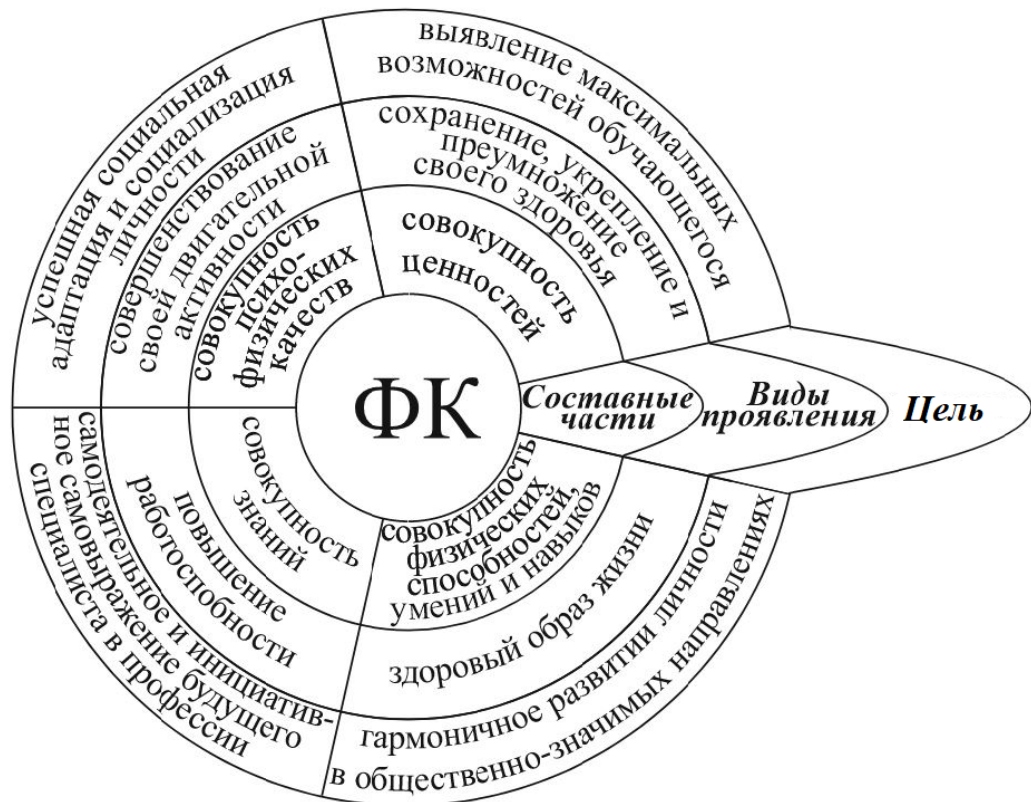 выявление максимальных
возможностей обучающегося
сохранение, укрепление и
преумножение
своего здоровья
совокупность
ценностей
успешная социальная
адаптация и социализация
личности
совершенствование
своей двигательной
активности
совокупность
психо-
физических
качеств
ФК
Составные
части
Виды
проявления
Цель
совокупность
знаний
повышение
работоспобности
самодеятельное и инициатив-
ное самовыражение будущего
специалиста в профессии
совокупность
физических
способностей,
умений и навыков
здоровый образ жизни
гармоничное развитии личности
в общественно-значимых направлениях